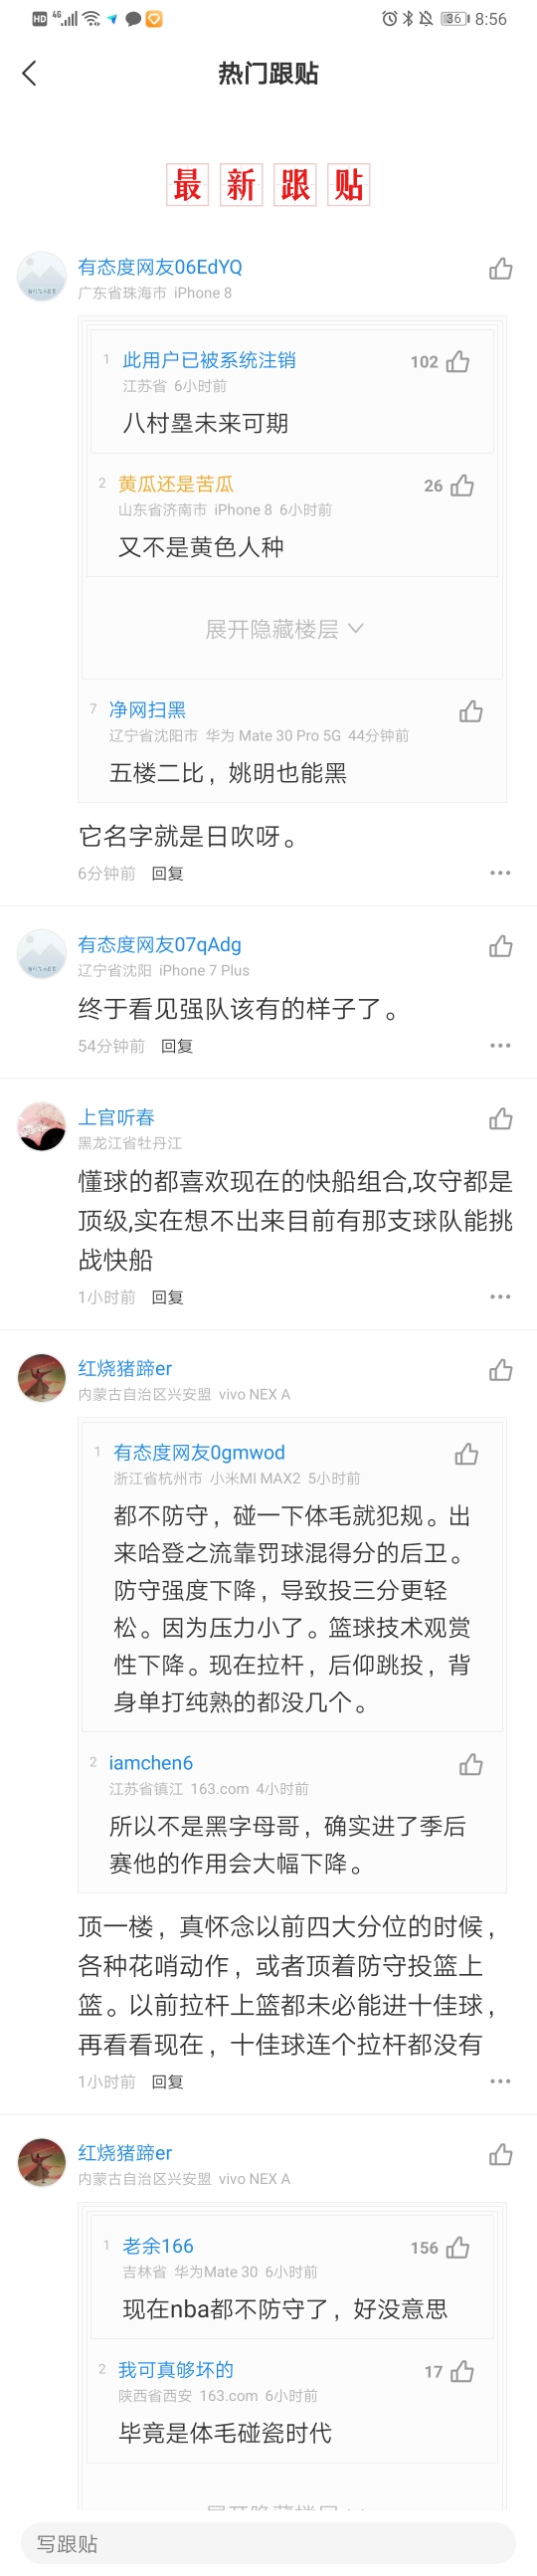 HD 4G 36 8:56
热门跟贴
最新跟贴
有态度网友06EdYQ
广东省珠海市 iPhone 8
1 此用户已被系统注销 102
江苏省 6小时前
八村塁未来可期
2 黄瓜还是苦瓜 26
山东省济南市 iPhone 8 6小时前
又不是黄色人种
展开隐藏楼层
7 净网扫黑
辽宁省沈阳市 华为 Mate 30 Pro 5G 44分钟前
五楼二比，姚明也能黑
它名字就是日吹呀。
6分钟前 回复
有态度网友07qAdg
辽宁省沈阳 iPhone 7 Plus
终于看见强队该有的样子了。
54分钟前 回复
上官听春
黑龙江省牡丹江
懂球的都喜欢现在的快船组合,攻守都是
顶级,实在想不出来目前有那支球队能挑
战快船
1小时前 回复
红烧猪蹄er
内蒙古自治区兴安盟 vivo NEX A
1 有态度网友0gmwod
浙江省杭州市 小米MI MAX2 5小时前
都不防守，碰一下体毛就犯规。出
来哈登之流靠罚球混得分的后卫。
防守强度下降，导致投三分更轻
松。因为压力小了。篮球技术观赏
性下降。现在拉杆，后仰跳投，背
身单打纯熟的都没几个。
2 iamchen6
江苏省镇江 163.com 4小时前
所以不是黑字母哥，确实进了季后
赛他的作用会大幅下降。
顶一楼，真怀念以前四大分位的时候，
各种花哨动作，或者顶着防守投篮上
篮。以前拉杆上篮都未必能进十佳球，
再看看现在，十佳球连个拉杆都没有
1小时前 回复
红烧猪蹄er
内蒙古自治区兴安盟 vivo NEX A
1 老余166 156
吉林省 华为Mate 30 6小时前
现在nba都不防守了，好没意思
2 我可真够坏的 17
陕西省西安 163.com 6小时前
毕竟是体毛碰瓷时代
写跟贴